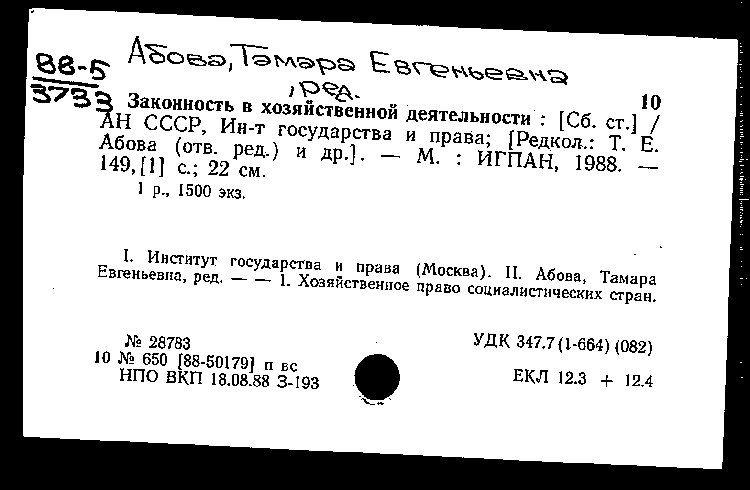 Абова, Тамара Евгеньевна
, ред.
88-5
3733
10
Законность в хозяйственной деятельности : [Сб. ст.] /
АН СССР, Ин-т государства и права; [Редкол.: Т. Е.
Абова (отв. ред.) и др.]. — М. : ИГПАН, 1988. —
149,[1] с.; 22 см.
1 р., 1500 экз.
I. Институт государства и права (Москва). II. Абова, Тамара
Евгеньевна, ред. — — 1. Хозяйственное право социалистических стран.
№ 28783
УДК 347.7(1-664)(082)
10 № 650 [88-50179] п вс
НПО ВКП 18.08.88 З-193
ЕКЛ 12.3 + 12.4